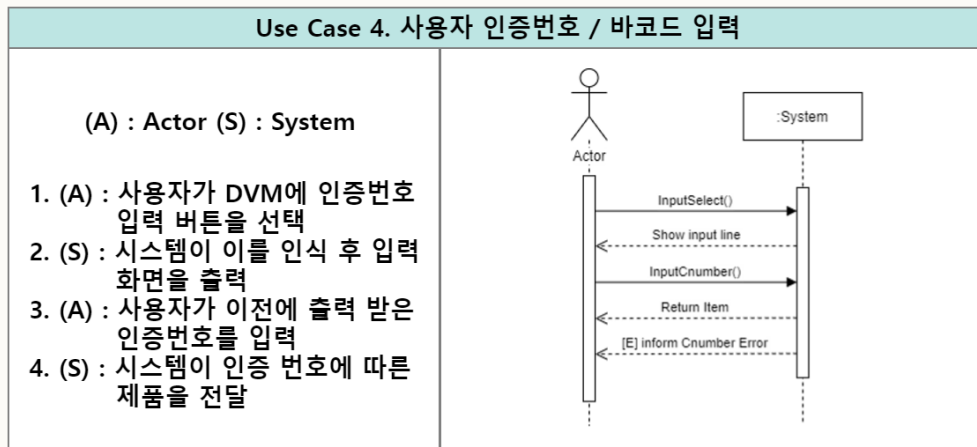 Use Case 4. 사용자 인증번호 / 바코드 입력
(A) : Actor (S) : System
1. (A) : 사용자가 DVM에 인증번호
입력 버튼을 선택
2. (S) : 시스템이 이를 인식 후 입력
화면을 출력
3. (A) : 사용자가 이전에 출력 받은
인증번호를 입력
4. (S) : 시스템이 인증 번호에 따른
제품을 전달
:System
Actor
InputSelect()
Show input line
InputCnumber()
Return Item
[E] inform Cnumber Error